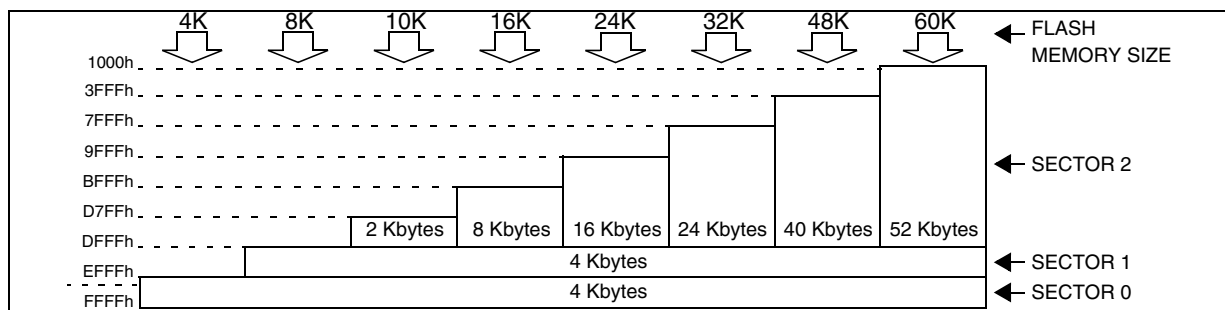 4K 8K 10K 16K 24K 32K 48K 60K
FLASH
MEMORY SIZE
1000h
3FFFh
7FFFh
9FFFh
SECTOR 2
BFFFh
D7FFh
2 Kbytes 8 Kbytes 16 Kbytes 24 Kbytes 40 Kbytes 52 Kbytes
DFFFh
4 Kbytes
SECTOR 1
EFFFh
4 Kbytes
SECTOR 0
FFFFh